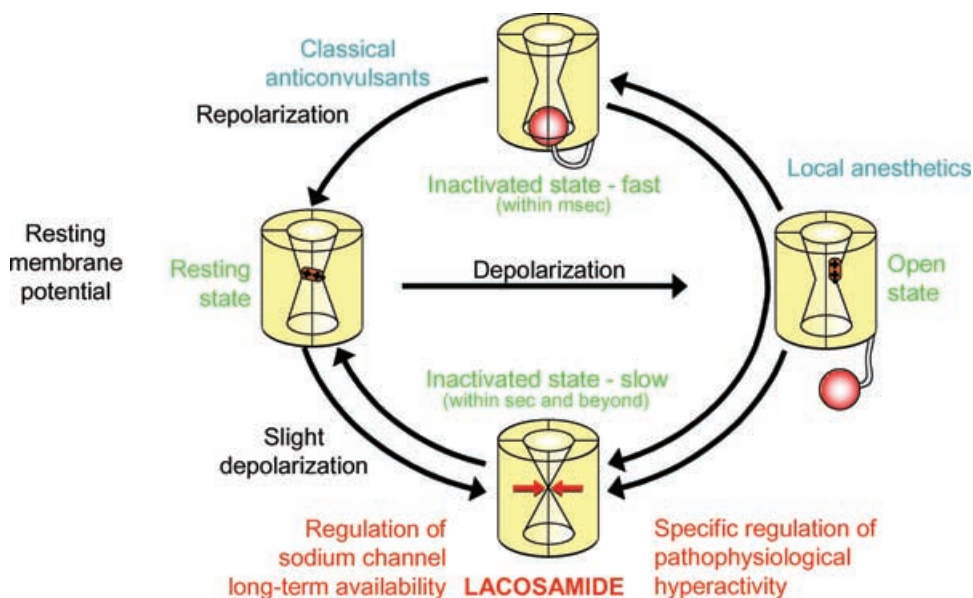 Classical
anticonvulsants
Repolarization
Local anesthetics
Inactivated state - fast
(within msec)
Resting
membrane
potential
Resting
state
Depolarization
Open
state
Inactivated state - slow
(within sec and beyond)
Slight
depolarization
Regulation of
sodium channel
long-term availability
LACOSAMIDE
Specific regulation of
pathophysiological
hyperactivity